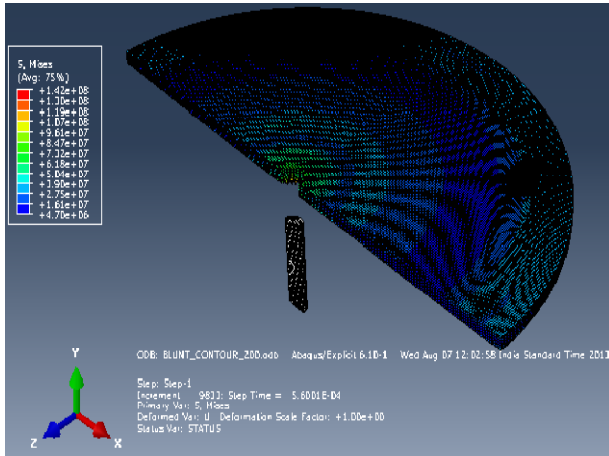 S, Mises
(Avg: 75%)
+1.42e+08
+1.30e+08
+1.19e+08
+1.07e+08
+9.61e+07
+8.47e+07
+7.32e+07
+6.18e+07
+5.04e+07
+3.90e+07
+2.75e+07
+1.61e+07
+4.70e+06
Y
Z
X
ODB: BLUNT_CONTOUR_200.odb Abaqus/Explicit 6.10-1 Wed Aug 07 12:02:58 India Standard Time 2013
Step: Step-1
Increment 9833: Step Time = 5.6001E-04
Primary Var: S, Mises
Deformed Var: U Deformation Scale Factor: +1.00e+00
Status Var: STATUS